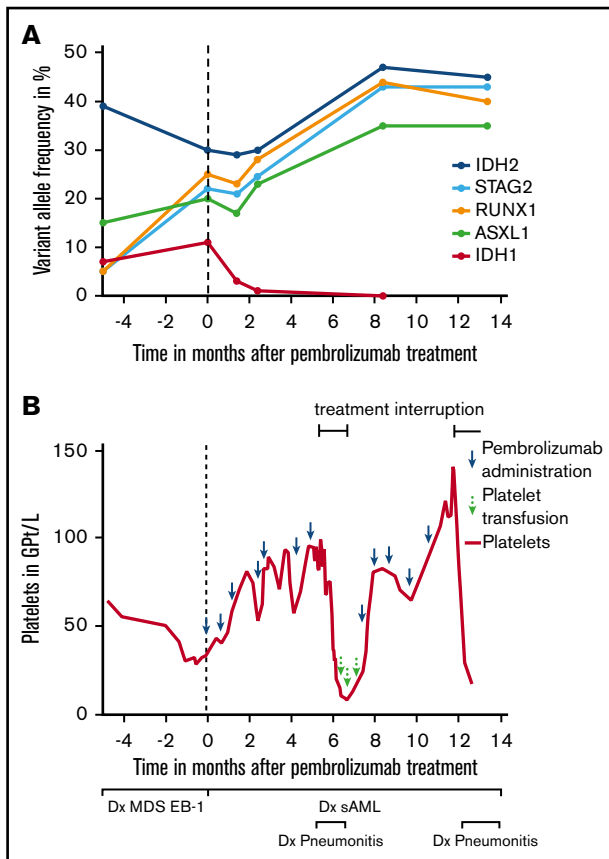 A
Variant allele frequency in %
50
40
30
20
10
0
IDH2
STAG2
RUNX1
ASXL1
IDH1
-4 -2 0 2 4 6 8 10 12 14
Time in months after pembrolizumab treatment
B
treatment interruption
Platelets in GPt/L
150
100
50
0
Pembrolizumab
administration
Platelet
transfusion
Platelets
-4 -2 0 2 4 6 8 10 12 14
Time in months after pembrolizumab treatment
Dx MDS EB-1 Dx sAML
Dx Pneumonitis Dx Pneumonitis